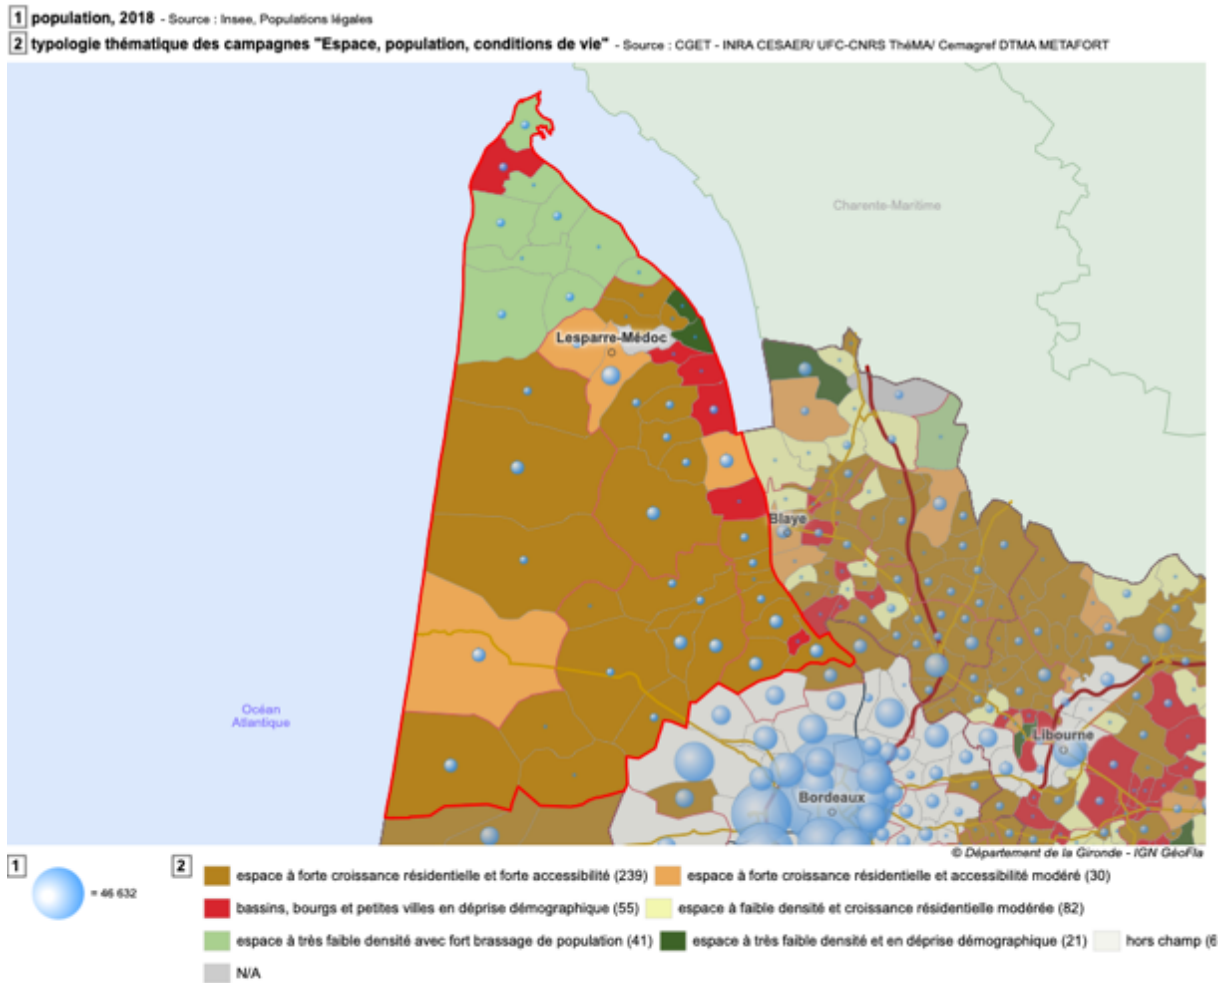 1 population, 2018 - Source : Insee, Populations légales
2 typologie thématique des campagnes "Espace, population, conditions de vie" - Source : CGET - INRA CESAER/ UFC-CNRS ThéMA/ Cemagref DTMA METAFORT
Charente-Maritime
Lesparre-Médoc
Blaye
Océan
Atlantique
Libourne
Bordeaux
© Département de la Gironde - IGN GéoFla
1
= 46 632
2
espace à forte croissance résidentielle et forte accessibilité (239)
espace à forte croissance résidentielle et accessibilité modéré (30)
bassins, bourgs et petites villes en déprise démographique (55)
espace à faible densité et croissance résidentielle modérée (82)
espace à très faible densité avec fort brassage de population (41)
espace à très faible densité et en déprise démographique (21)
hors champ (6
N/A